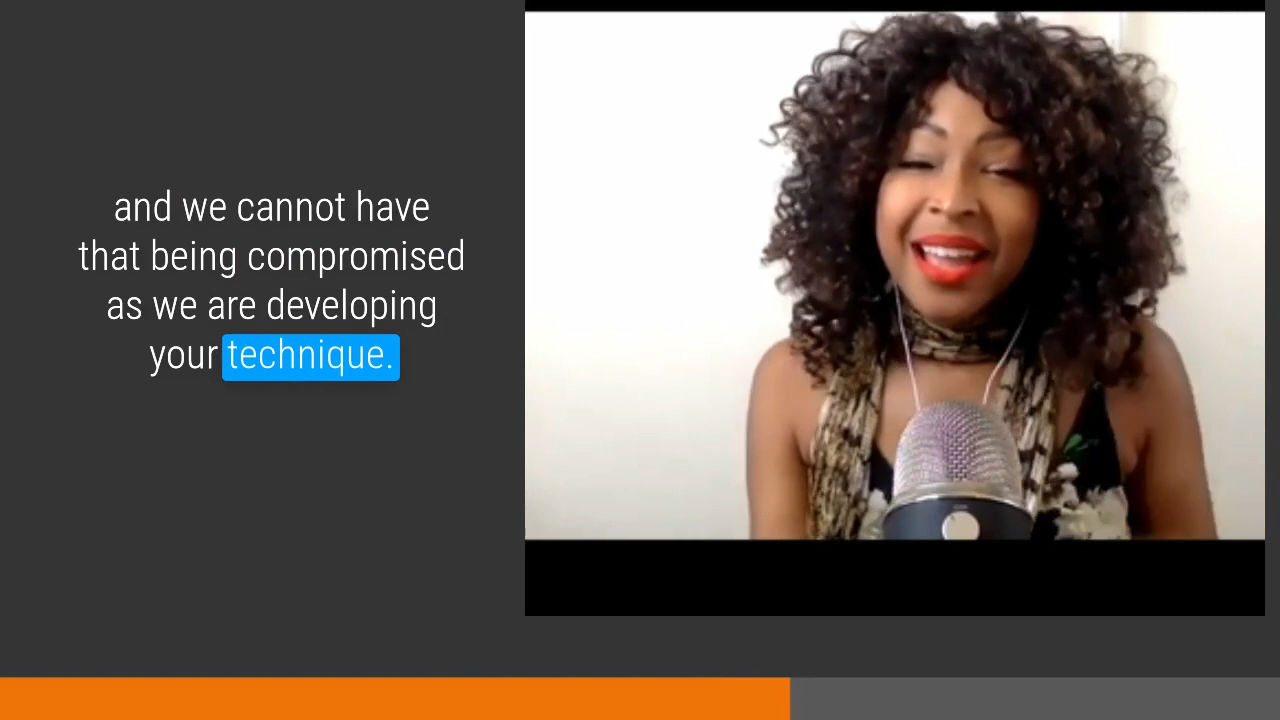 and we cannot have
that being compromised
as we are developing
your technique.